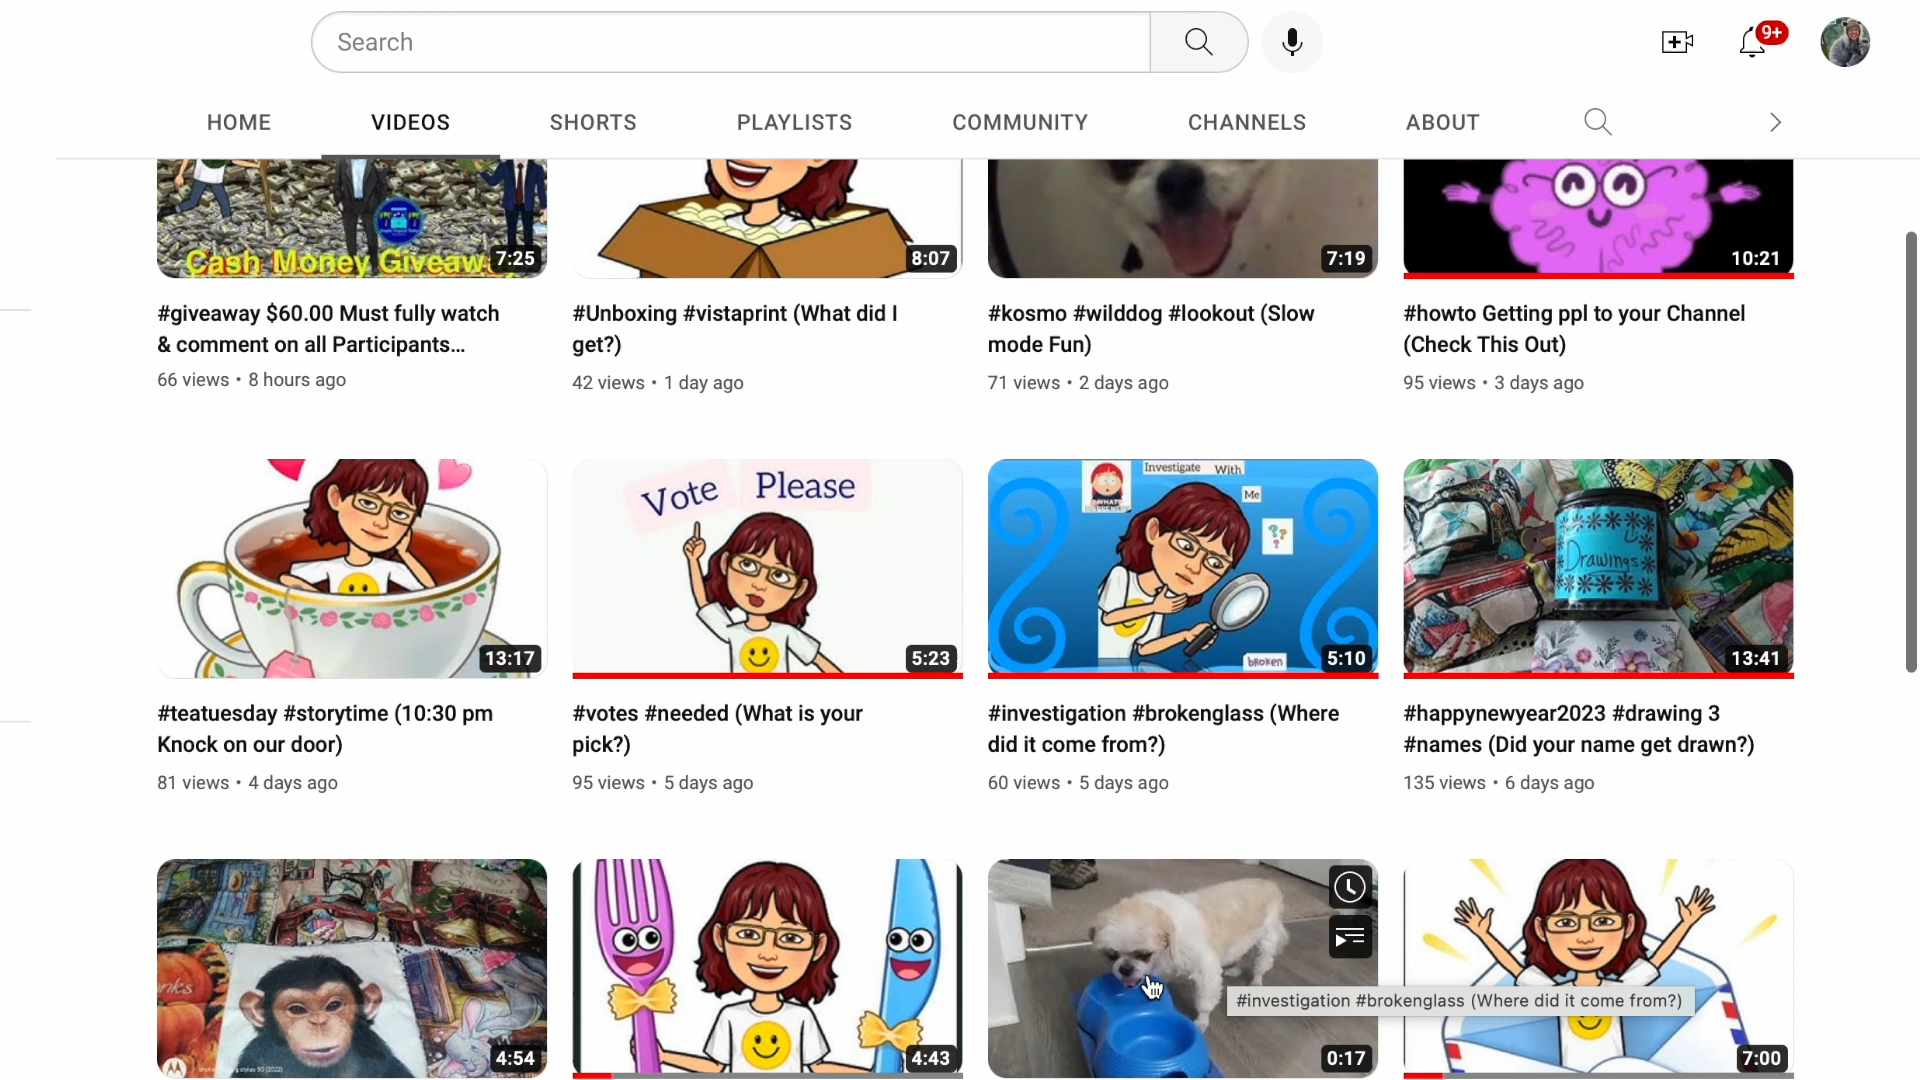 Search
9+
HOME VIDEOS SHORTS PLAYLISTS COMMUNITY CHANNELS ABOUT
Cash Money Giveaw
7:25
8:07
7:19
10:21
#giveaway $60.00 Must fully watch
& comment on all Participants...
66 views • 8 hours ago
#Unboxing #vistaprint (What did I
get?)
42 views • 1 day ago
#kosmo #wilddog #lookout (Slow
mode Fun)
71 views • 2 days ago
#howto Getting ppl to your Channel
(Check This Out)
95 views • 3 days ago
13:17
Vote Please
5:23
Investigate With
Me
???
broken
5:10
Drawings
13:41
#teatuesday #storytime (10:30 pm
Knock on our door)
81 views • 4 days ago
#votes #needed (What is your
pick?)
95 views • 5 days ago
#investigation #brokenglass (Where
did it come from?)
60 views • 5 days ago
#happynewyear2023 #drawing 3
#names (Did your name get drawn?)
135 views • 6 days ago
4:54
4:43
0:17
#investigation #brokenglass (Where did it come from?)
7:00